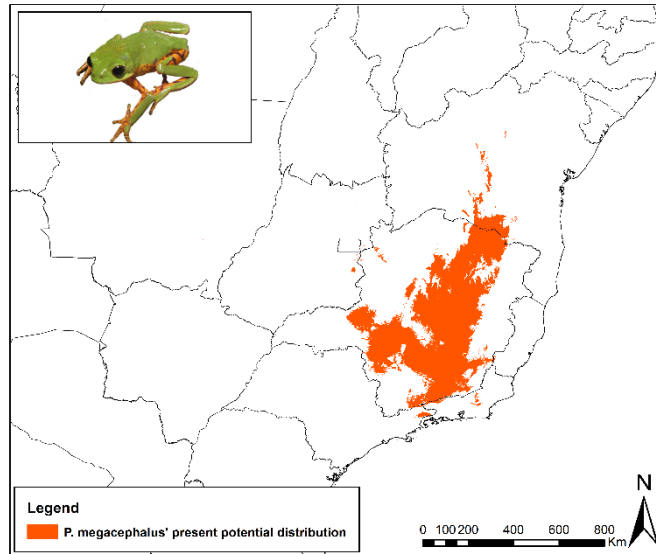 N
Legend
P. megacephalus' present potential distribution
0 100 200 400 600 800
Km